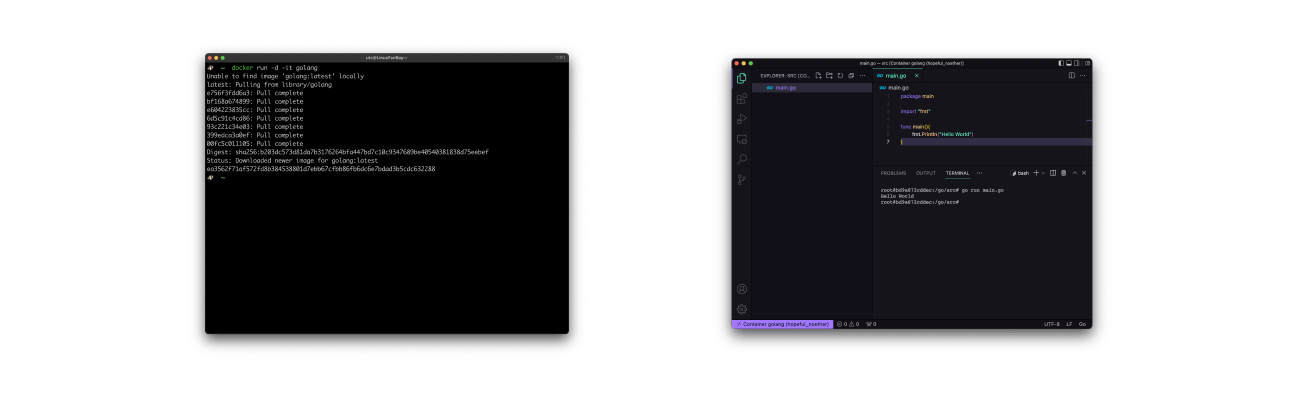 ~ docker run -d -it golang
Unable to find image 'golang:latest' locally
latest: Pulling from library/golang
e756f3fdd6a3: Pull complete
bf168a674899: Pull complete
e604223835cc: Pull complete
6d5c91c4cd86: Pull complete
93c221c34e03: Pull complete
399edca3a0ef: Pull complete
00fc5c011105: Pull complete
Digest: sha256:b203dc573d81da7b3176264bfa447bd7c10c9347689be40540381838d75eebef
Status: Downloaded newer image for golang:latest
ea3562f71af572fd8b384538801d7ebb67cfbb86fb6dc6e7bdad3b5cdc632288
~
main.go — src [Container golang (hopeful_noether)]
EXPLORER: SRC [CO...
main.go
main.go
main.go
1 package main
2
3 import "fmt"
4
5 func main(){
6 fmt.Println("Hello World")
7 }
PROBLEMS OUTPUT TERMINAL ... bash
root@bd9a072cddec:/go/src# go run main.go
Hello World
root@bd9a072cddec:/go/src#
Container golang (hopeful_noether) 0 0 0 UTF-8 LF Go